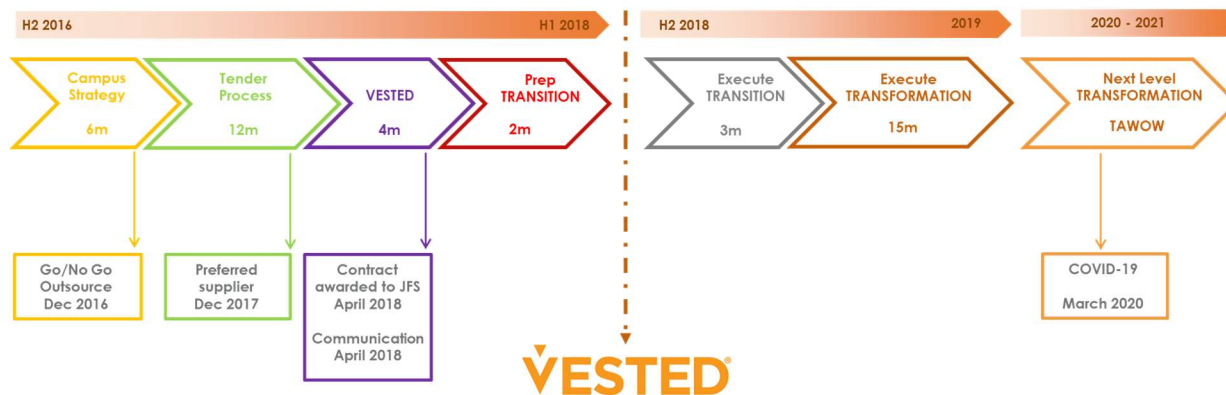 H2 2016
H1 2018
H2 2018
2019
2020 - 2021
Campus
Strategy
6m
Tender
Process
12m
VESTED
4m
Prep
TRANSITION
2m
Execute
TRANSITION
3m
Execute
TRANSFORMATION
15m
Next Level
TRANSFORMATION
TAWOW
Go/No Go
Outsource
Dec 2016
Preferred
supplier
Dec 2017
Contract
awarded to JFS
April 2018
Communication
April 2018
COVID-19
March 2020
VESTED®